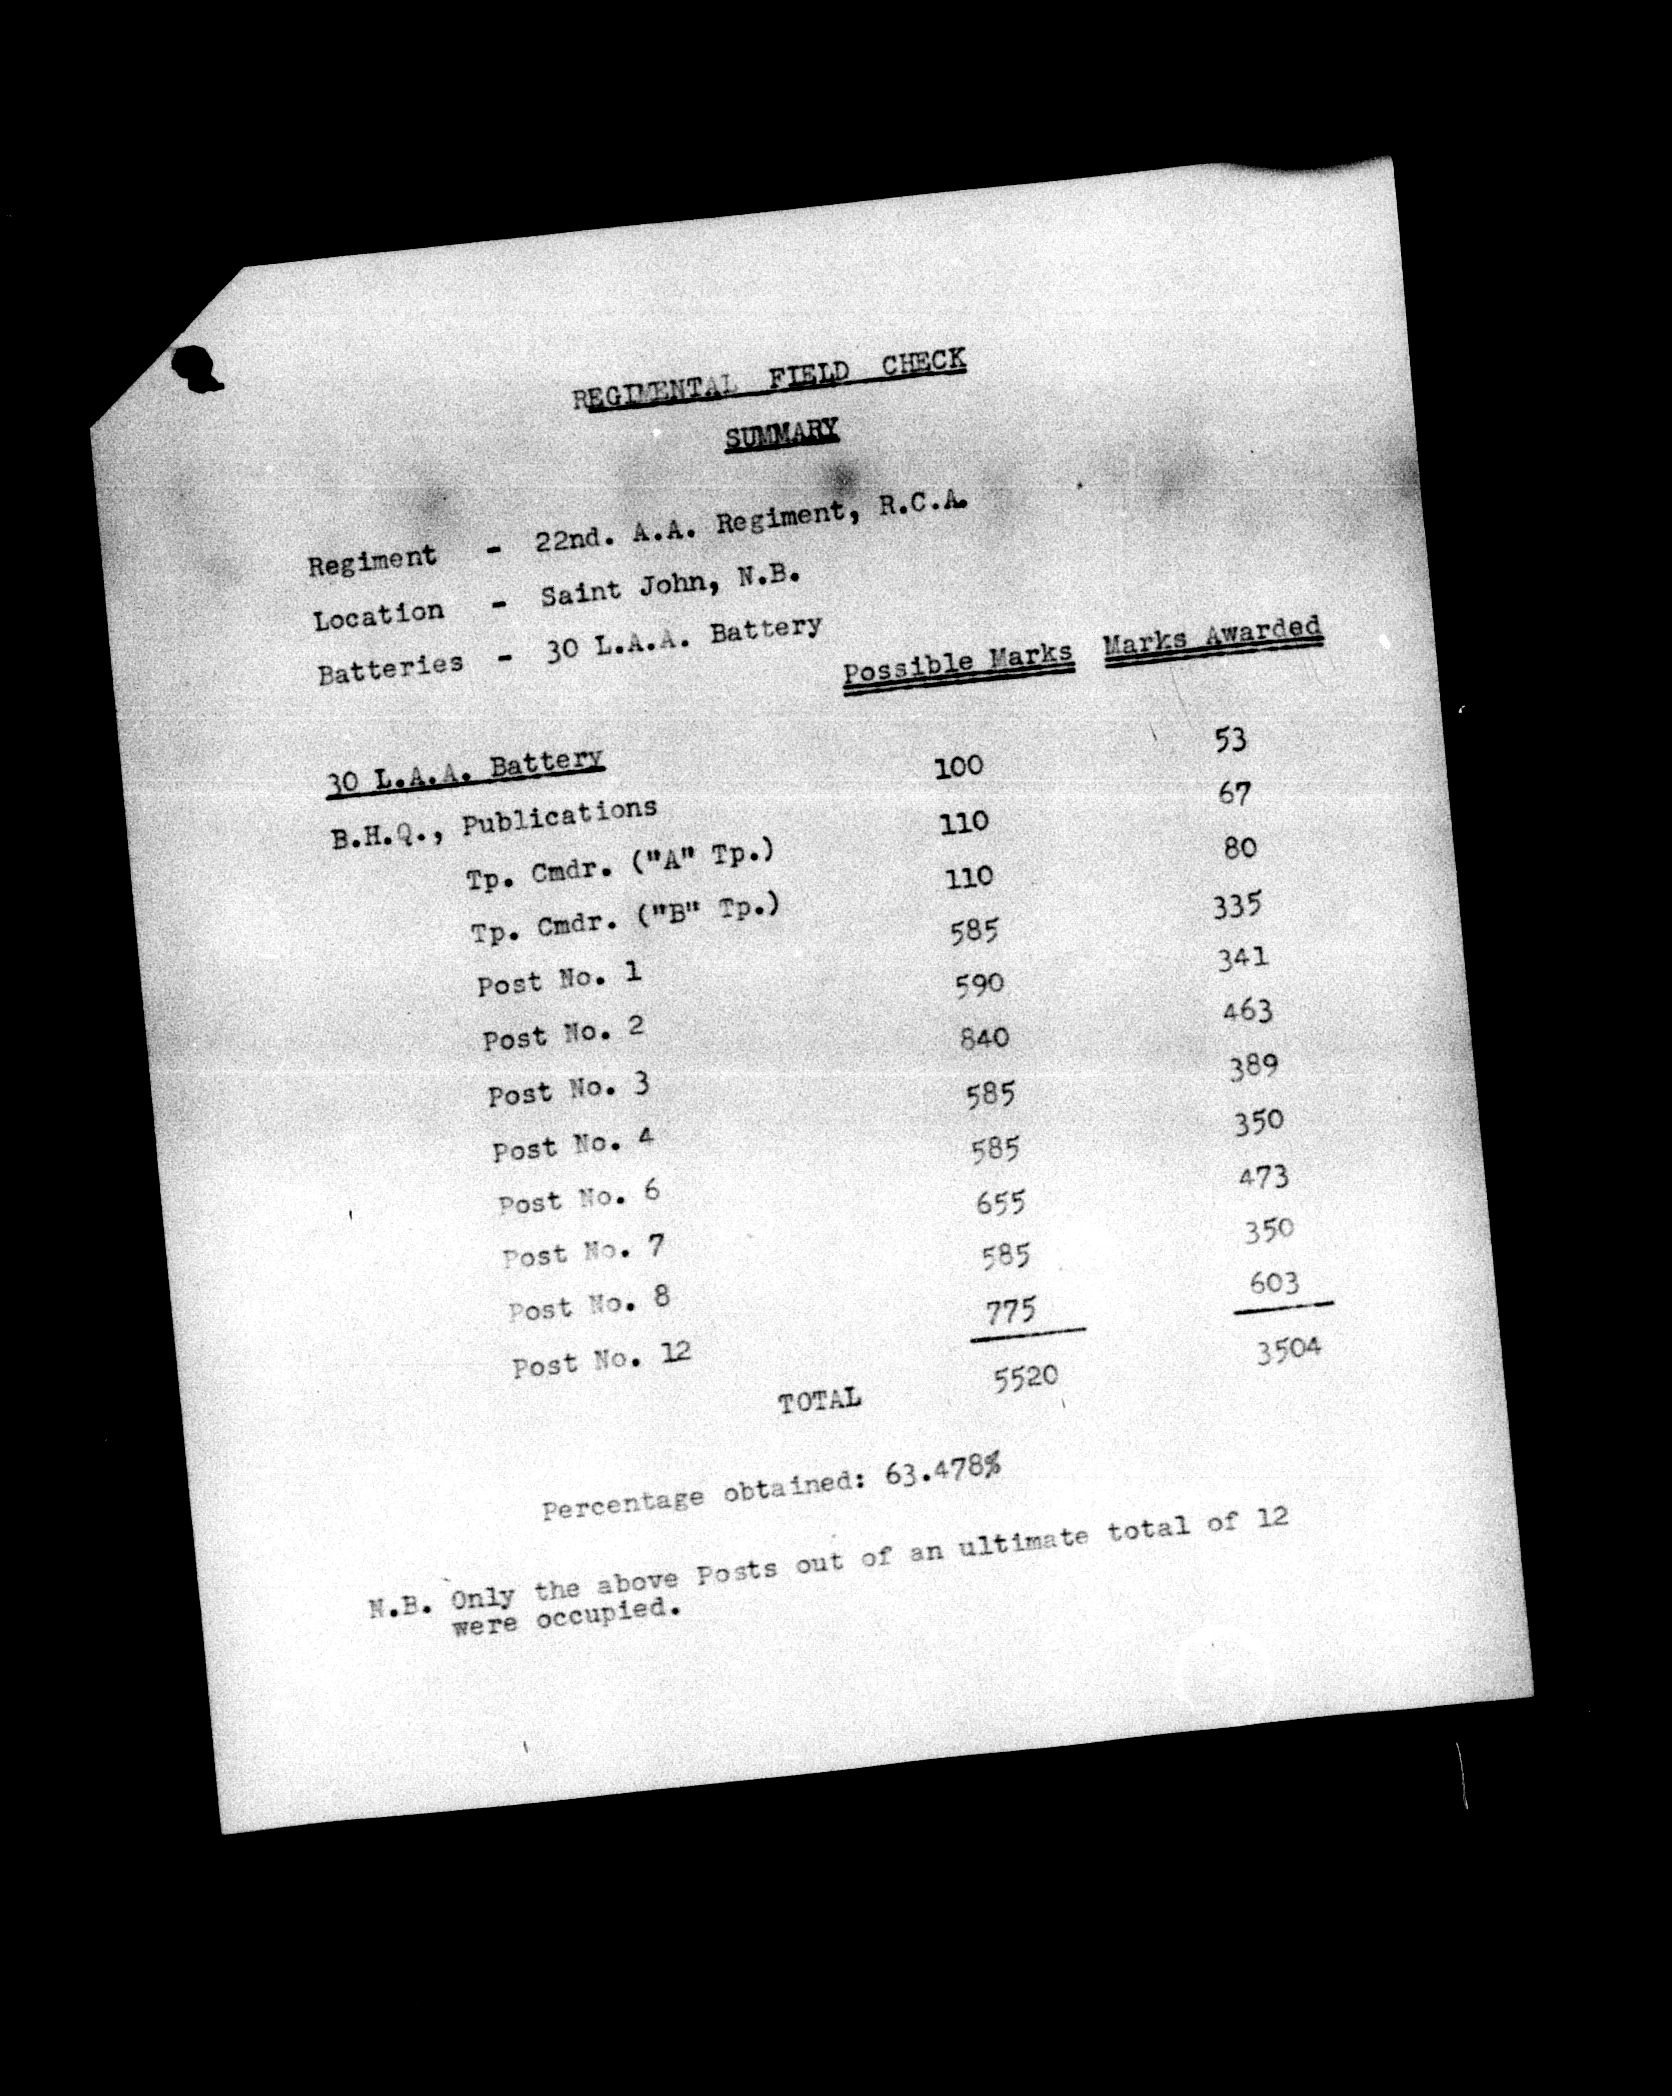 REGIMENTAL FIELD CHECK
SUMMARY
Regiment - 22nd. A.A. Regiment, R.C.A.
Location - Saint John, N.B.
Batteries - 30 L.A.A. Battery
Possible Marks Marks Awarded
30 L.A.A. Battery
B.H.Q., Publications 100 53
Tp. Cmdr. ("A" Tp.) 110 67
Tp. Cmdr. ("B" Tp.) 110 80
Post No. 1 585 335
Post No. 2 590 341
Post No. 3 840 463
Post No. 4 585 389
Post No. 6 585 350
Post No. 7 655 473
Post No. 8 585 350
Post No. 12 775 603
TOTAL 5520 3504
Percentage obtained: 63.478%
N.B. Only the above Posts out of an ultimate total of 12
were occupied.